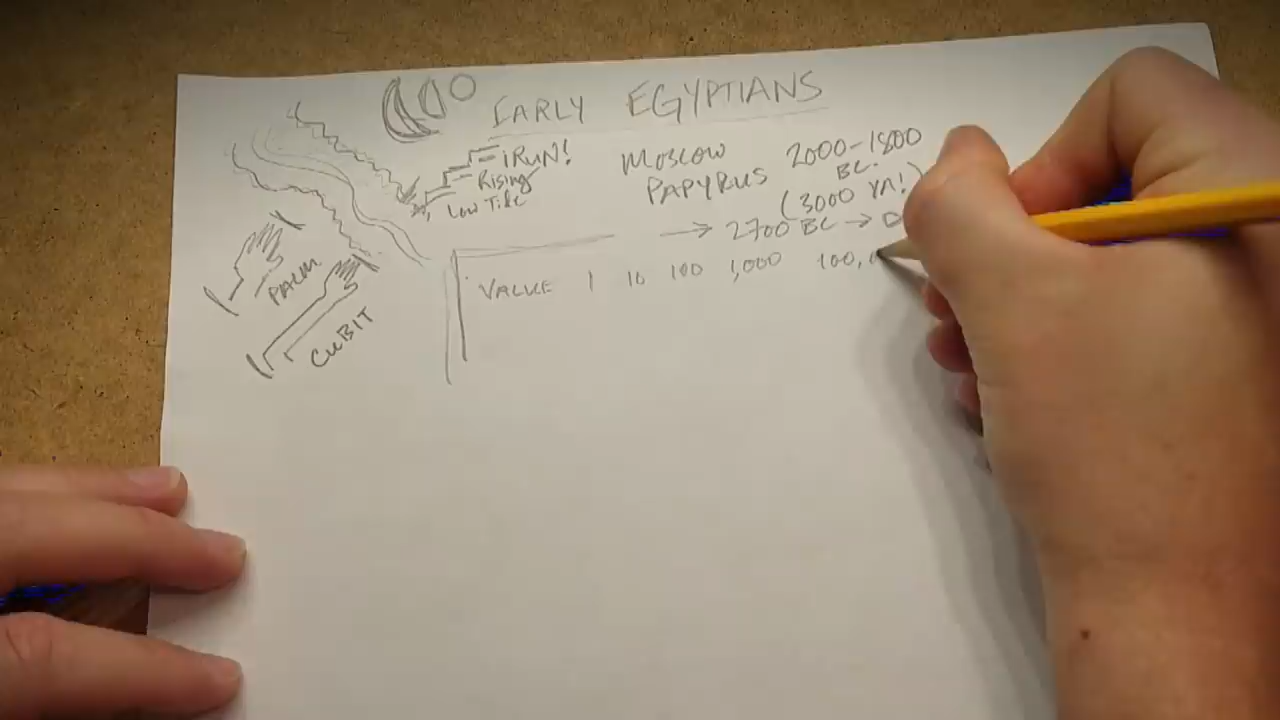 EARLY EGYPTIANS
RUN!
Rising
Low Tide
MOSCOW
PAPYRUS
2000-1800
BC.
(3000 YA!)
→ 2700 BC →
PALM
CUBIT
VALUE 1 10 100 1,000 100,